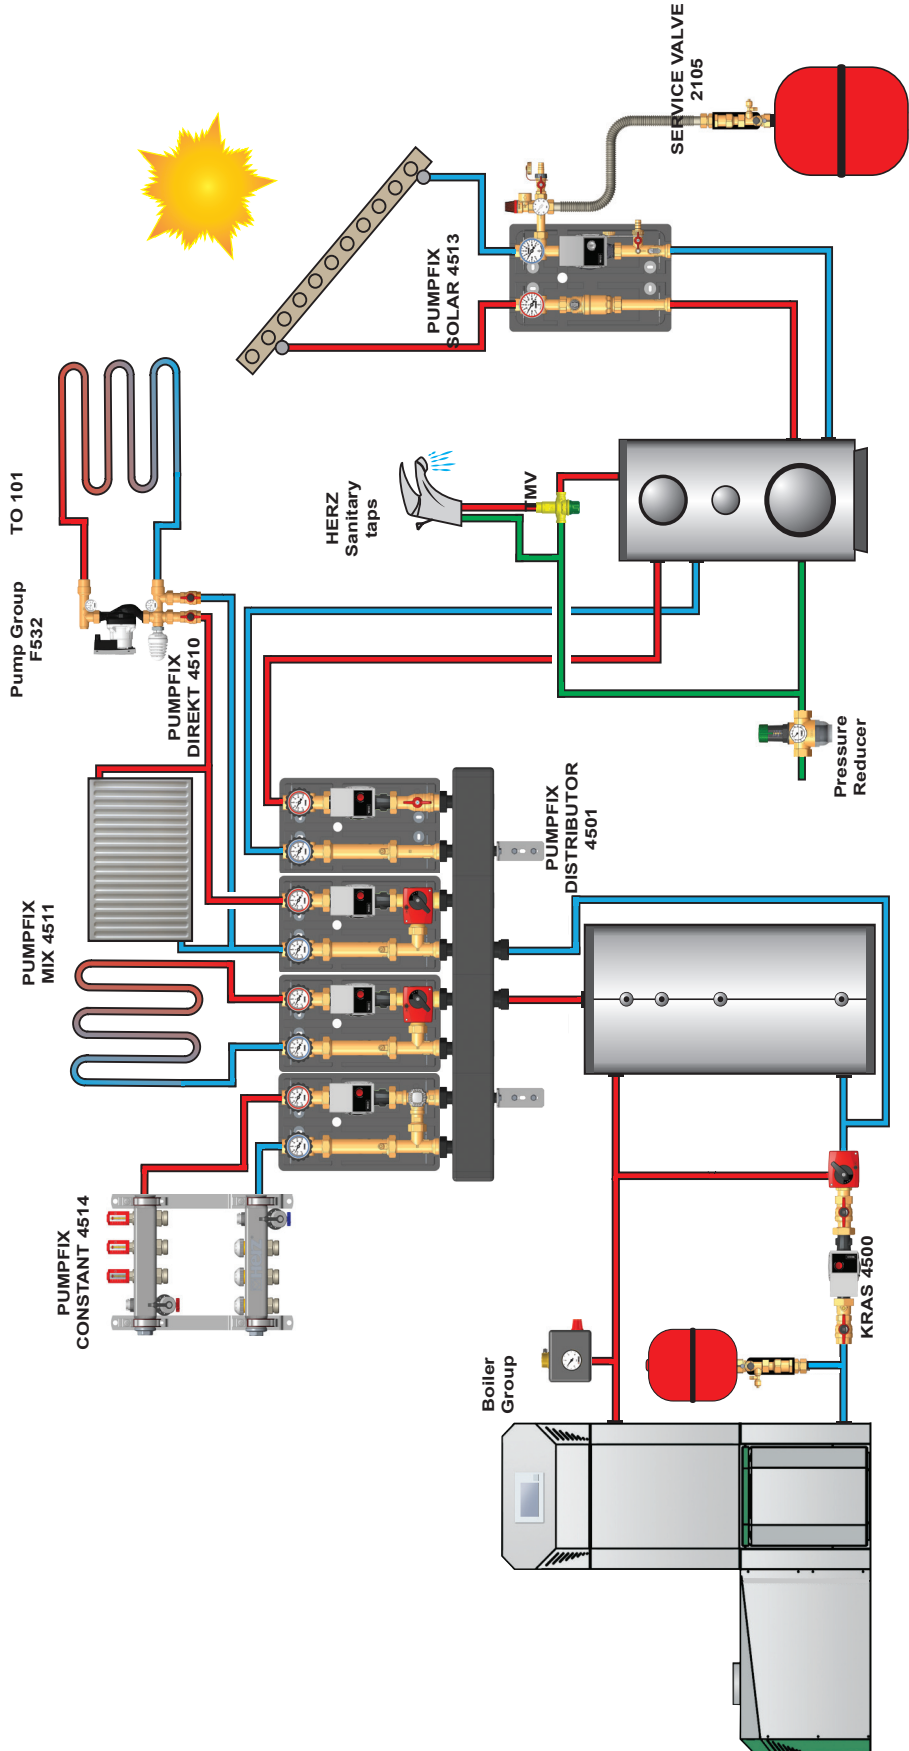 SERVICE VALVE
2105
PUMPFIX
SOLAR 4513
TO 101
Pump Group
F532
HERZ
Sanitary
taps
TMV
PUMPFIX
DIREKT 4510
Pressure
Reducer
PUMPFIX
MIX 4511
PUMPFIX
DISTRIBUTOR
4501
PUMPFIX
CONSTANT 4514
KRAS 4500
Boiler
Group